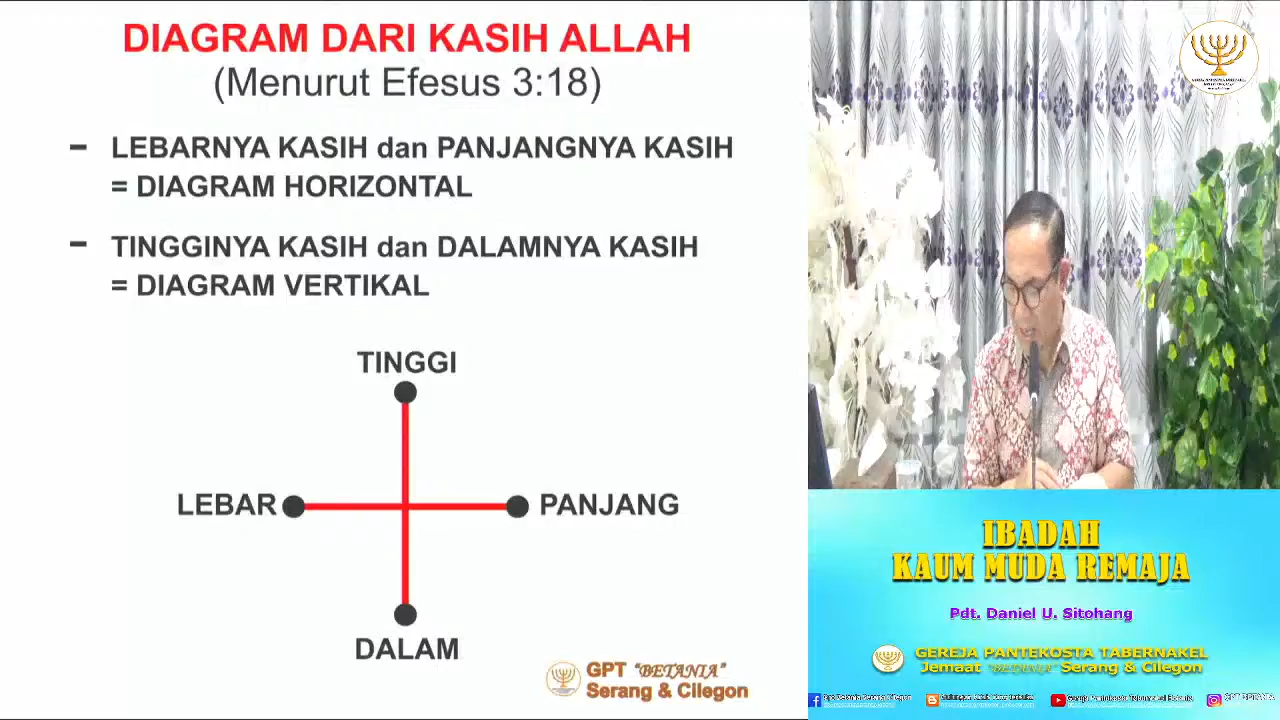 DIAGRAM DARI KASIH ALLAH
(Menurut Efesus 3:18)
- LEBARNYA KASIH dan PANJANGNYA KASIH
= DIAGRAM HORIZONTAL
- TINGGINYA KASIH dan DALAMNYA KASIH
= DIAGRAM VERTIKAL
TINGGI
LEBAR
PANJANG
DALAM
GPT "BETANIA"
Serang & Cilegon
IBADAH
KAUM MUDA REMAJA
Pdt. Daniel U. Sitohang
GEREJA PANTEKOSTA TABERNAKEL
Jemaat "BETANIA" Serang & Cilegon
GPT BETANIA